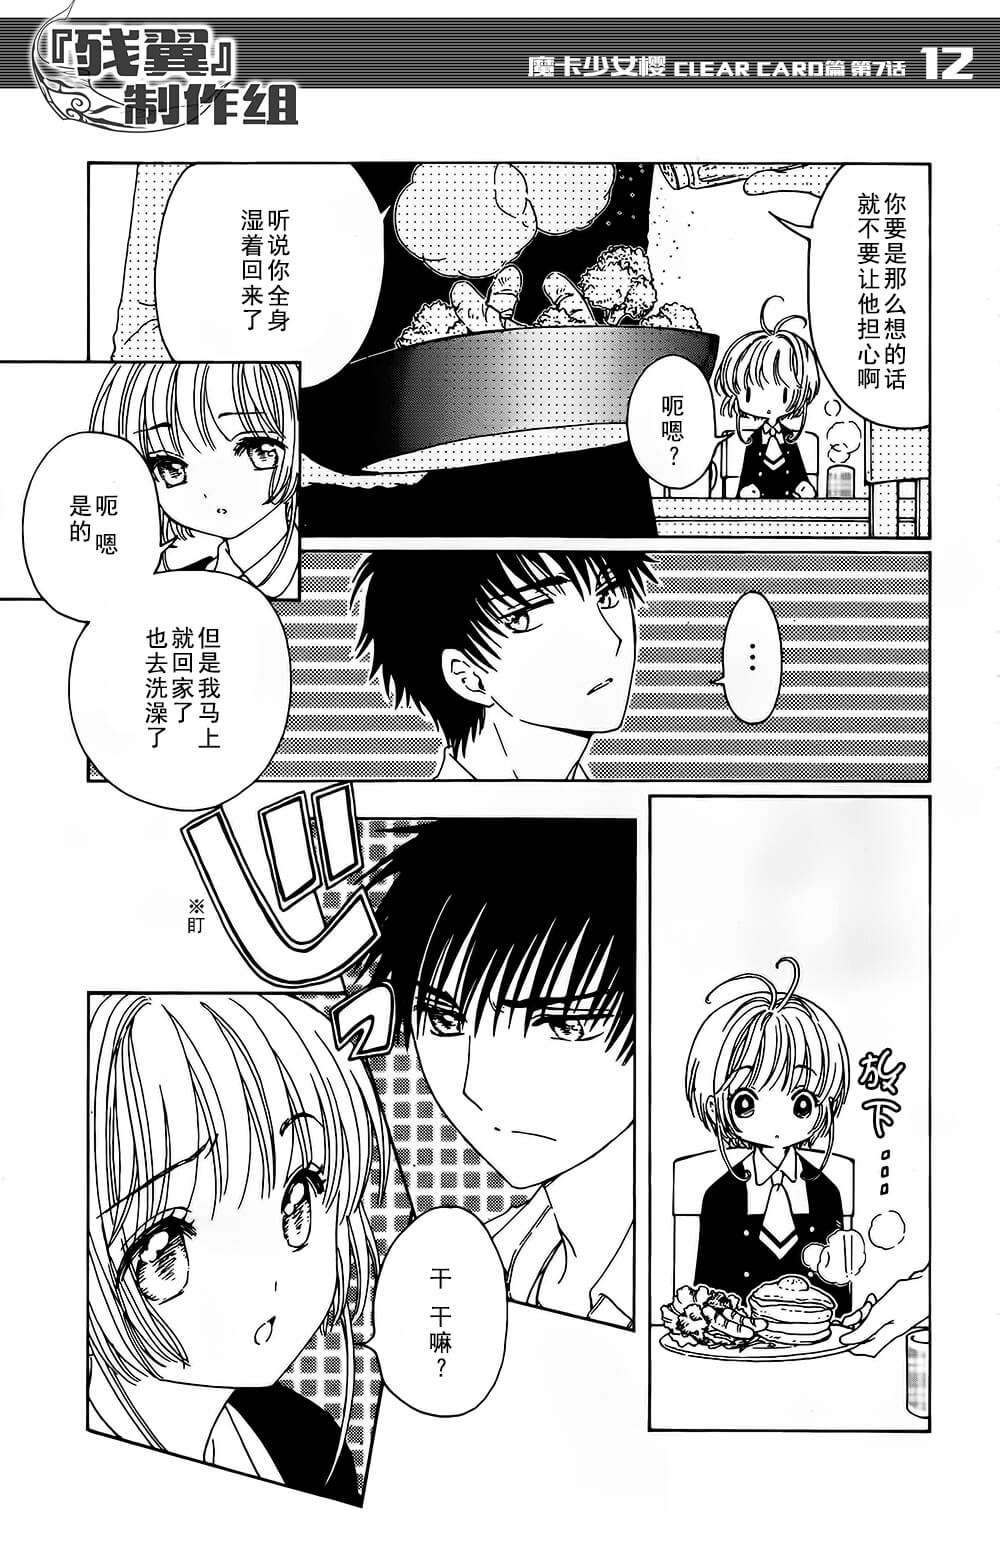 『残翼』
制作组
魔卡少女樱 CLEAR CARD篇 第7话 12
你要是那么想的话
就不要让他担心啊
呃嗯?
听说你全身
湿着回来了
呃 嗯
是的
但是我马上
就回家了
也去洗澡了
…
放下……
ビっ
※盯
干 干嘛?